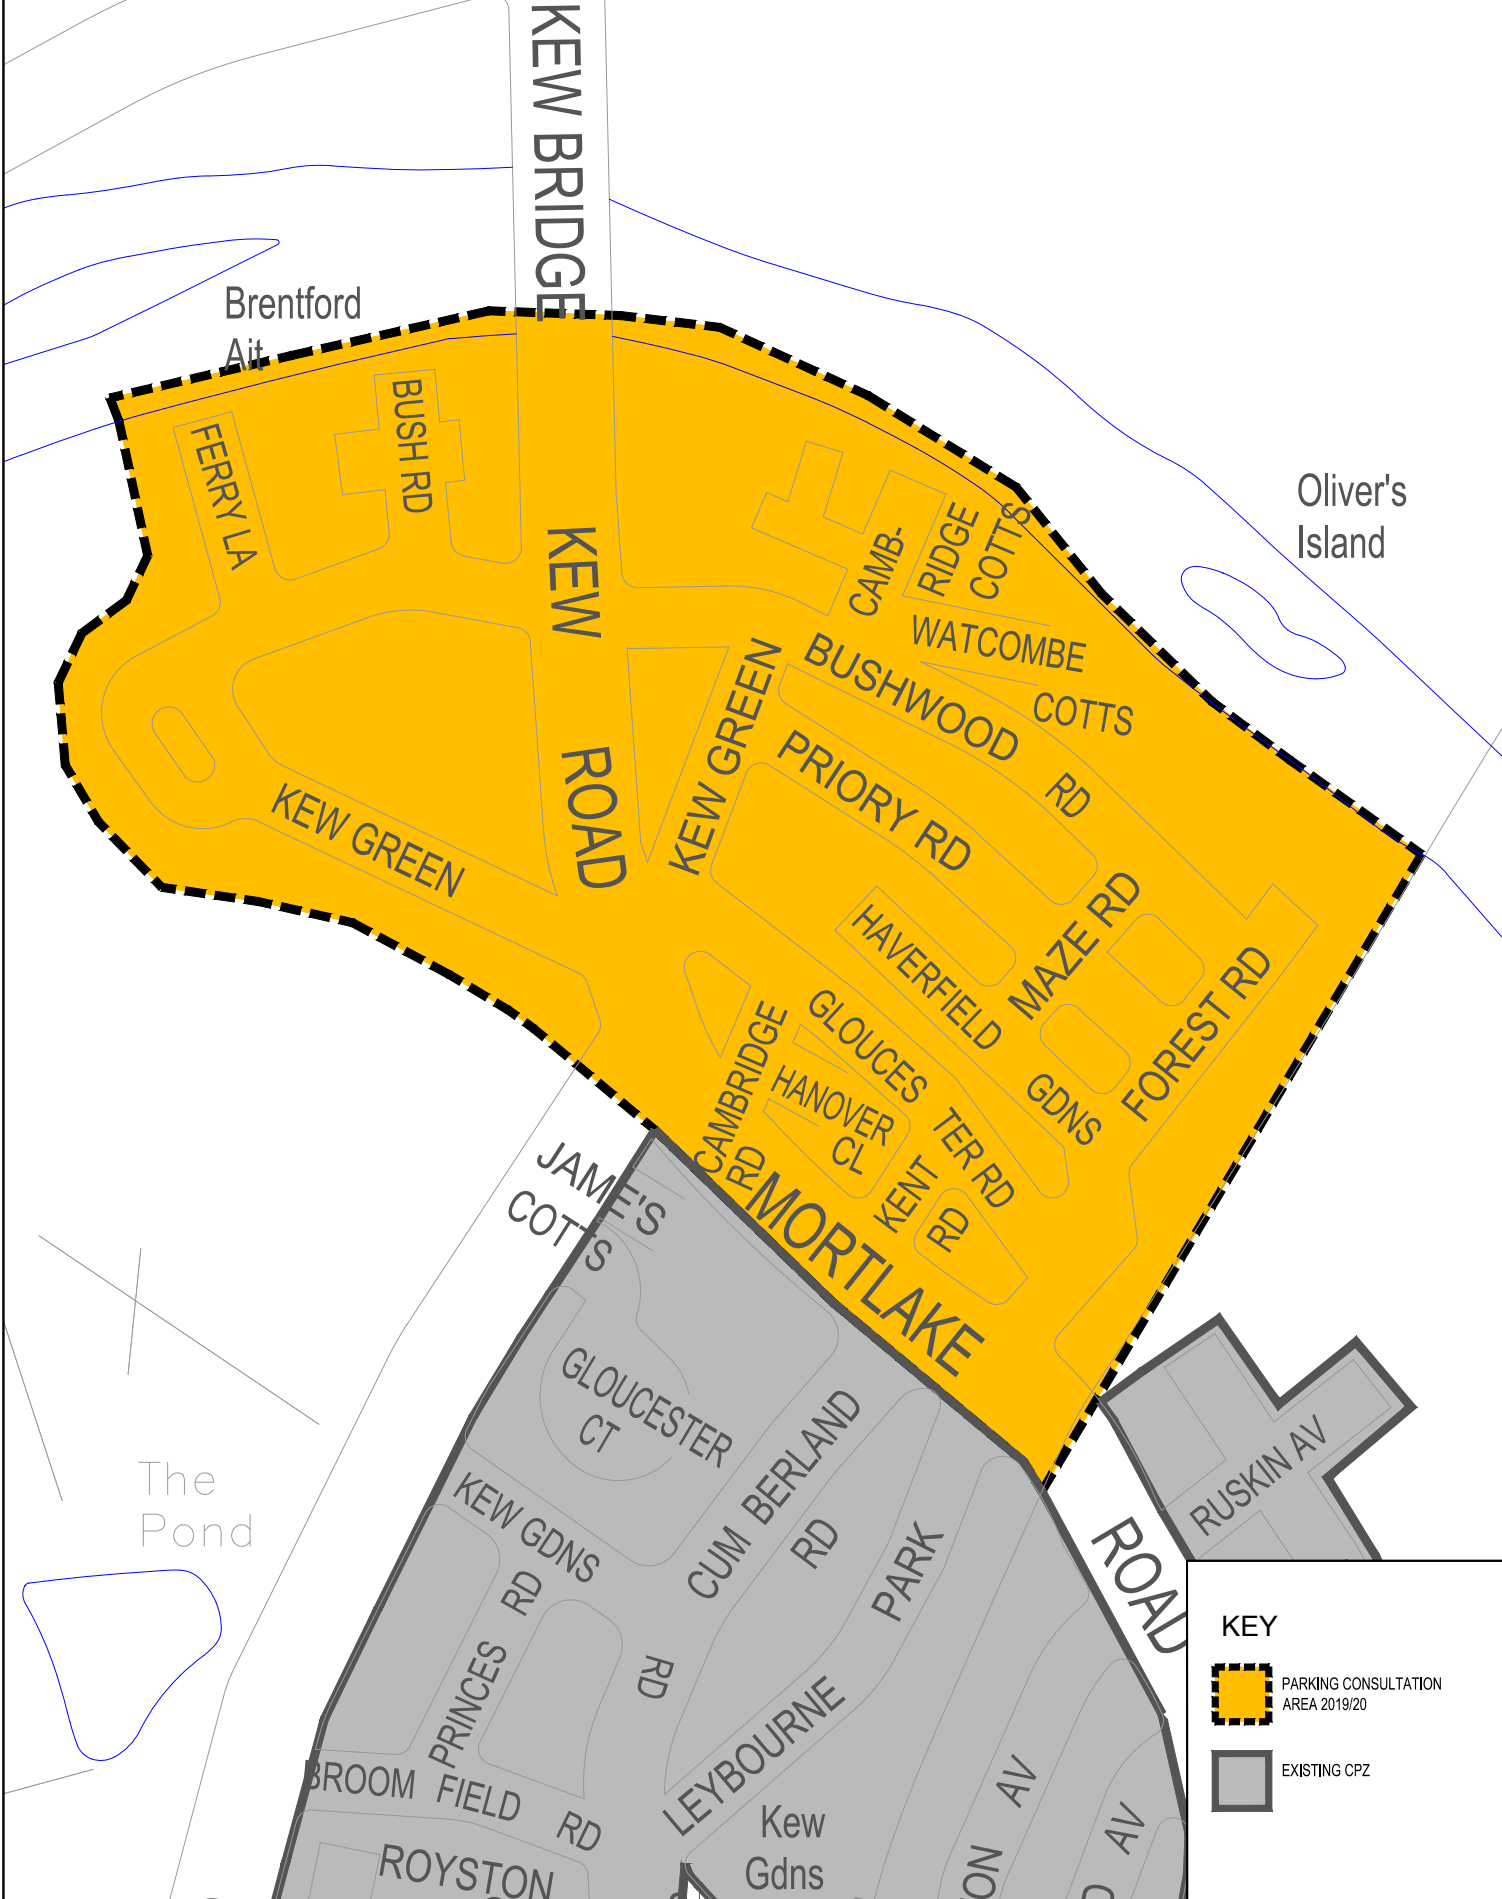 KEW BRIDGE
Brentford
Ait
BUSH RD
FERRY LA
Oliver's
Island
KEW
ROAD
CAMB-
RIDGE
COTTS
WATCOMBE
COTTS
BUSHWOOD
RD
KEW GREEN
PRIORY RD
KEW GREEN
MAZE RD
HAVERFIELD
GDNS
FOREST RD
GLOUCES
TER RD
CAMBRIDGE
RD
HANOVER
CL
KENT
RD
MORTLAKE
ROAD
JAME'S
COTTS
GLOUCESTER
CT
RUSKIN AV
CUM BERLAND
RD
KEW GDNS
RD
PARK
The
Pond
PRINCES
RD
LEYBOURNE
BROOM FIELD RD
AV
AV
Kew
Gdns
ROYSTON
ON
KEY
PARKING CONSULTATION
AREA 2019/20
EXISTING CPZ